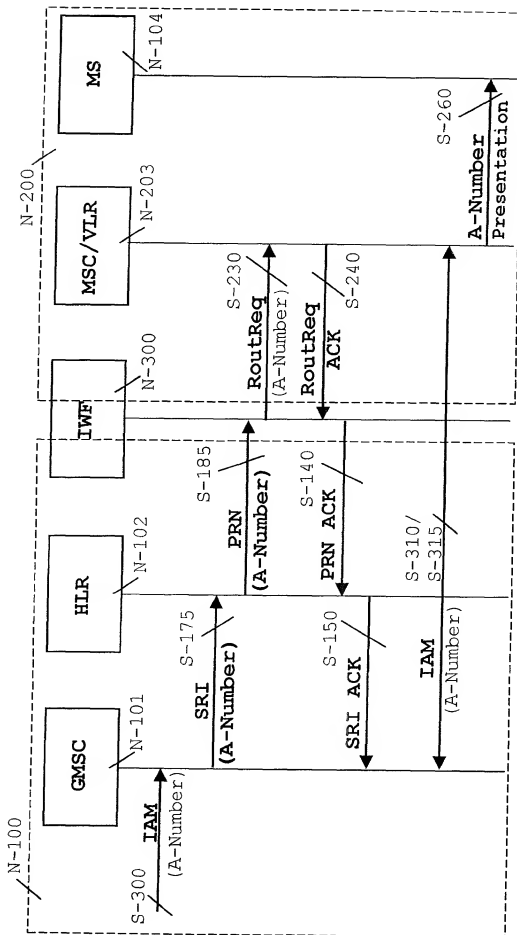 N-100
N-200
GMSC
N-101
HLR
N-102
IWF
N-300
MSC/VLR
N-203
MS
N-104
S-300
IAM
(A-Number)
S-175
SRI
(A-Number)
S-185
PRN
(A-Number)
S-230
RoutReq
(A-Number)
S-240
RoutReq
ACK
S-140
PRN ACK
S-150
SRI ACK
S-310/
S-315
IAM
(A-Number)
S-260
A-Number
Presentation